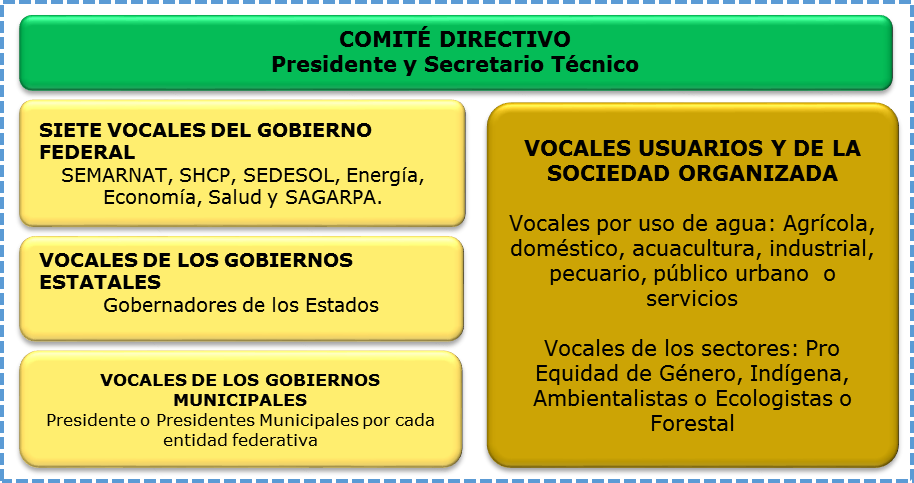 COMITÉ DIRECTIVO
Presidente y Secretario Técnico
SIETE VOCALES DEL GOBIERNO
FEDERAL
SEMARNAT, SHCP, SEDESOL, Energía,
Economía, Salud y SAGARPA.
VOCALES DE LOS GOBIERNOS
ESTATALES
Gobernadores de los Estados
VOCALES DE LOS GOBIERNOS
MUNICIPALES
Presidente o Presidentes Municipales por cada
entidad federativa
VOCALES USUARIOS Y DE LA
SOCIEDAD ORGANIZADA
Vocales por uso de agua: Agrícola,
doméstico, acuacultura, industrial,
pecuario, público urbano o
servicios
Vocales de los sectores: Pro
Equidad de Género, Indígena,
Ambientalistas o Ecologistas o
Forestal